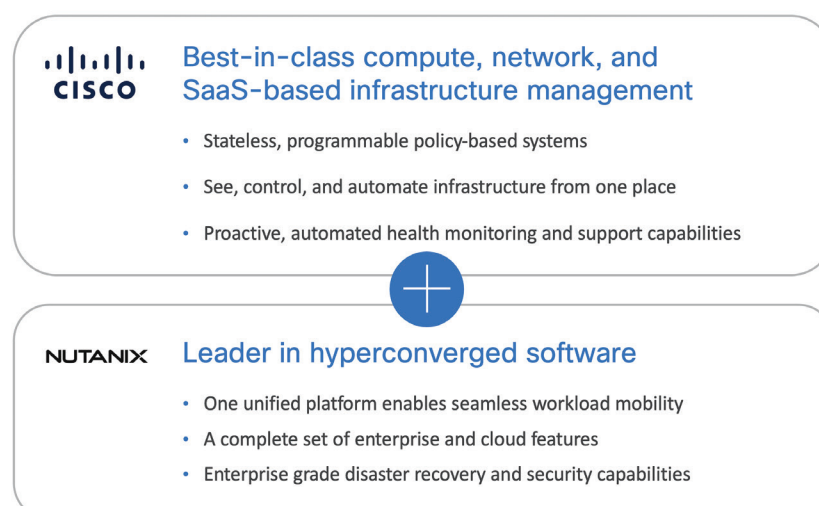 CISCO
Best-in-class compute, network, and
SaaS-based infrastructure management
• Stateless, programmable policy-based systems
• See, control, and automate infrastructure from one place
• Proactive, automated health monitoring and support capabilities
NUTANIX
Leader in hyperconverged software
• One unified platform enables seamless workload mobility
• A complete set of enterprise and cloud features
• Enterprise grade disaster recovery and security capabilities